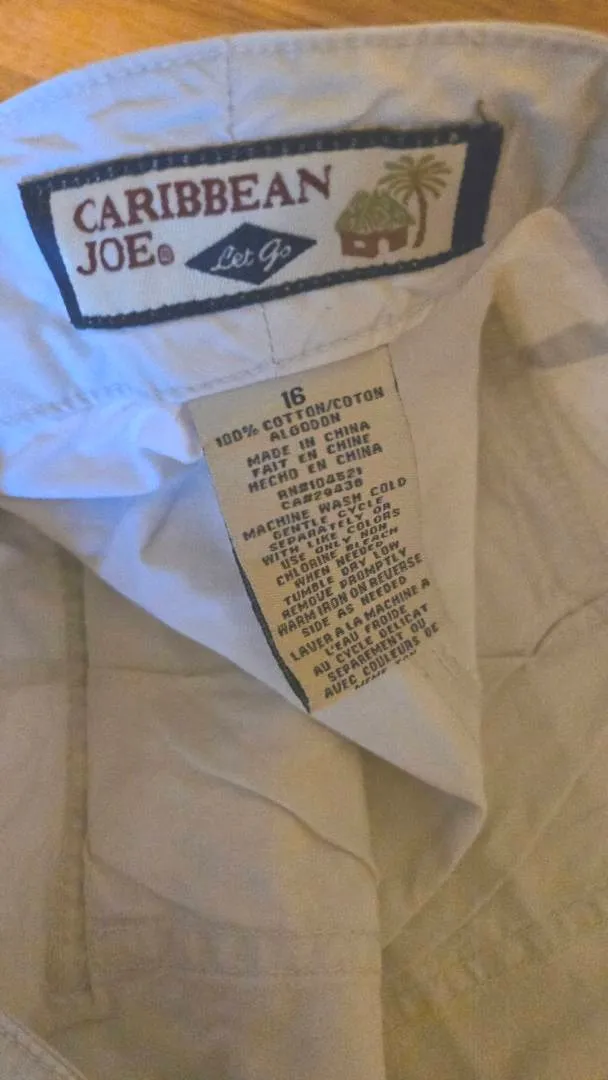 CARIBBEAN
JOE®
Let Go
16
100% COTTON/COTON
ALGODON
MADE IN CHINA
FAIT EN CHINE
HECHO EN CHINA
RN#104521
CA#29436
MACHINE WASH COLD
GENTLE CYCLE
SEPARATELY OR
WITH LIKE COLORS
USE ONLY NON
CHLORINE BLEACH
WHEN NEEDED
TUMBLE DRY LOW
REMOVE PROMPTLY
WARM IRON ON REVERSE
SIDE AS NEEDED
LAVER A LA MACHINE A
L'EAU FROIDE
AU CYCLE DELICAT
SEPAREMENT OU
AVEC COULEURS DE